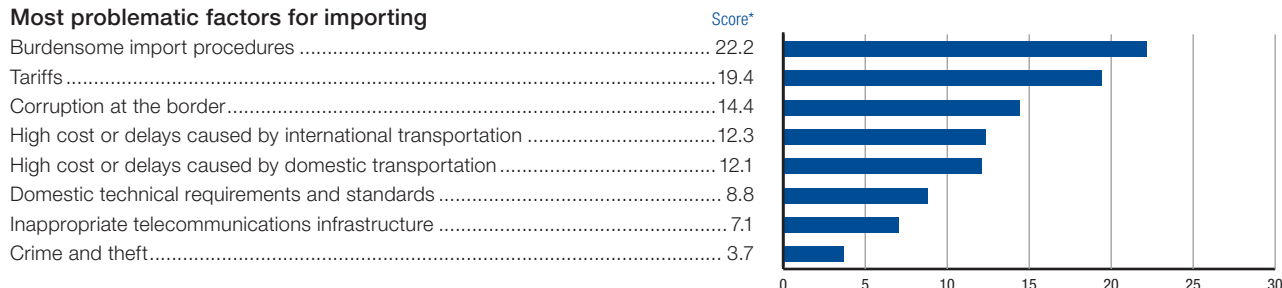 Most problematic factors for importing Score*
Burdensome import procedures ........................................................................... 22.2
Tariffs..............................................................................................................................19.4
Corruption at the border...............................................................................................14.4
High cost or delays caused by international transportation ....................................12.3
High cost or delays caused by domestic transportation.......................................... 12.1
Domestic technical requirements and standards ..................................................... 8.8
Inappropriate telecommunications infrastructure ......................................................7.1
Crime and theft.............................................................................................................. 3.7
0 5 10 15 20 25 30